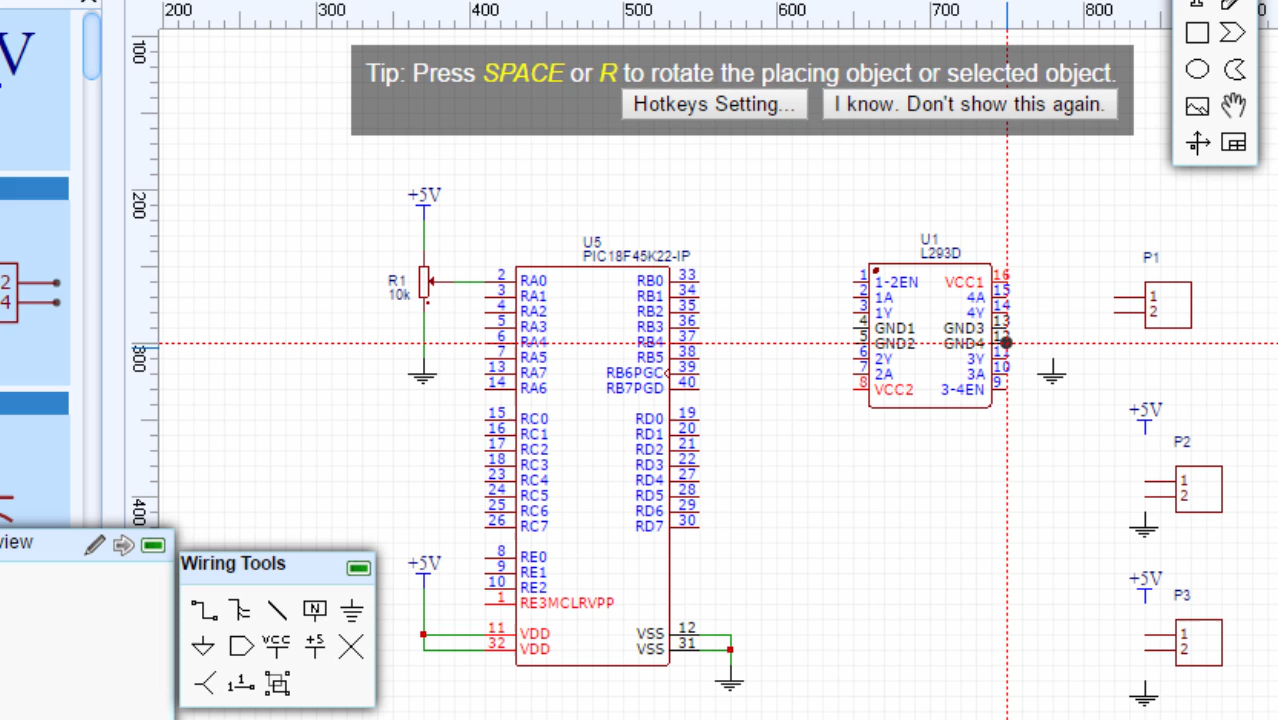 200 300 400 500 600 700 800
100
200
300
400
V
Tip: Press SPACE or R to rotate the placing object or selected object.
Hotkeys Setting... I know. Don't show this again.
+5V
R1
10k
U5
PIC18F45K22-IP
2 RA0 RB0 33
3 RA1 RB1 34
4 RA2 RB2 35
5 RA3 RB3 36
6 RA4 RB4 37
7 RA5 RB5 38
13 RA7 RB6PGC 39
14 RA6 RB7PGD 40
15 RC0 RD0 19
16 RC1 RD1 20
17 RC2 RD2 21
18 RC3 RD3 22
23 RC4 RD4 27
24 RC5 RD5 28
25 RC6 RD6 29
26 RC7 RD7 30
8 RE0
9 RE1
10 RE2
1 RE3MCLRVPP
+5V
11 VDD VSS 12
32 VDD VSS 31
U1
L293D
1 1-2EN VCC1 16
2 1A 4A 15
3 1Y 4Y 14
4 GND1 GND3 13
5 GND2 GND4 12
6 2Y 3Y 11
7 2A 3A 10
8 VCC2 3-4EN 9
P1
1
2
+5V
P2
1
2
+5V
P3
1
2
2
4
view
Wiring Tools
N
VCC +5
1 1